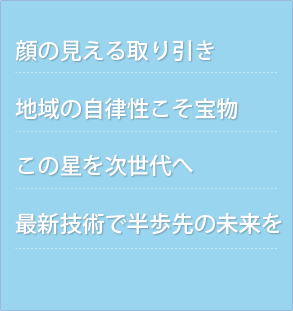 顔の見える取り引き
地域の自律性こそ宝物
この星を次世代へ
最新技術で半歩先の未来を